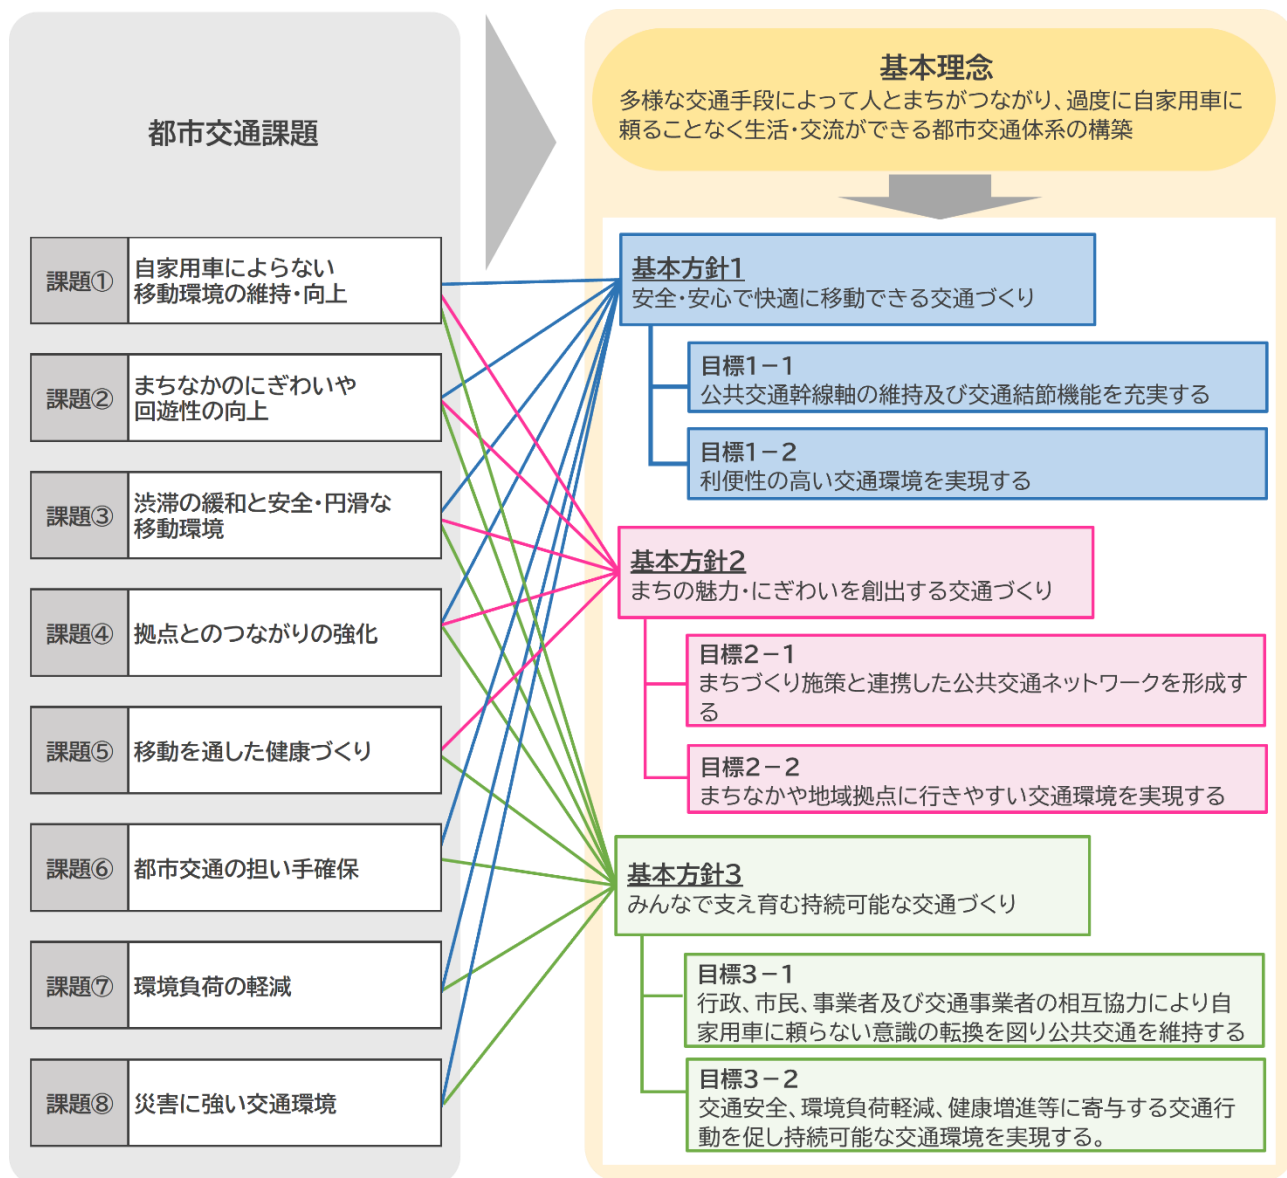 都市交通課題
課題①
自家用車によらない
移動環境の維持・向上
課題②
まちなかのにぎわいや
回遊性の向上
課題③
渋滞の緩和と安全・円滑な
移動環境
課題④
拠点とのつながりの強化
課題⑤
移動を通した健康づくり
課題⑥
都市交通の担い手確保
課題⑦
環境負荷の軽減
課題⑧
災害に強い交通環境
基本理念
多様な交通手段によって人とまちがつながり、過度に自家用車に
頼ることなく生活・交流ができる都市交通体系の構築
基本方針1
安全・安心で快適に移動できる交通づくり
目標1－1
公共交通幹線軸の維持及び交通結節機能を充実する
目標1－2
利便性の高い交通環境を実現する
基本方針2
まちの魅力・にぎわいを創出する交通づくり
目標2－1
まちづくり施策と連携した公共交通ネットワークを形成す
る
目標2－2
まちなかや地域拠点に行きやすい交通環境を実現する
基本方針3
みんなで支え育む持続可能な交通づくり
目標3－1
行政、市民、事業者及び交通事業者の相互協力により自
家用車に頼らない意識の転換を図り公共交通を維持する
目標3－2
交通安全、環境負荷軽減、健康増進等に寄与する交通行
動を促し持続可能な交通環境を実現する。